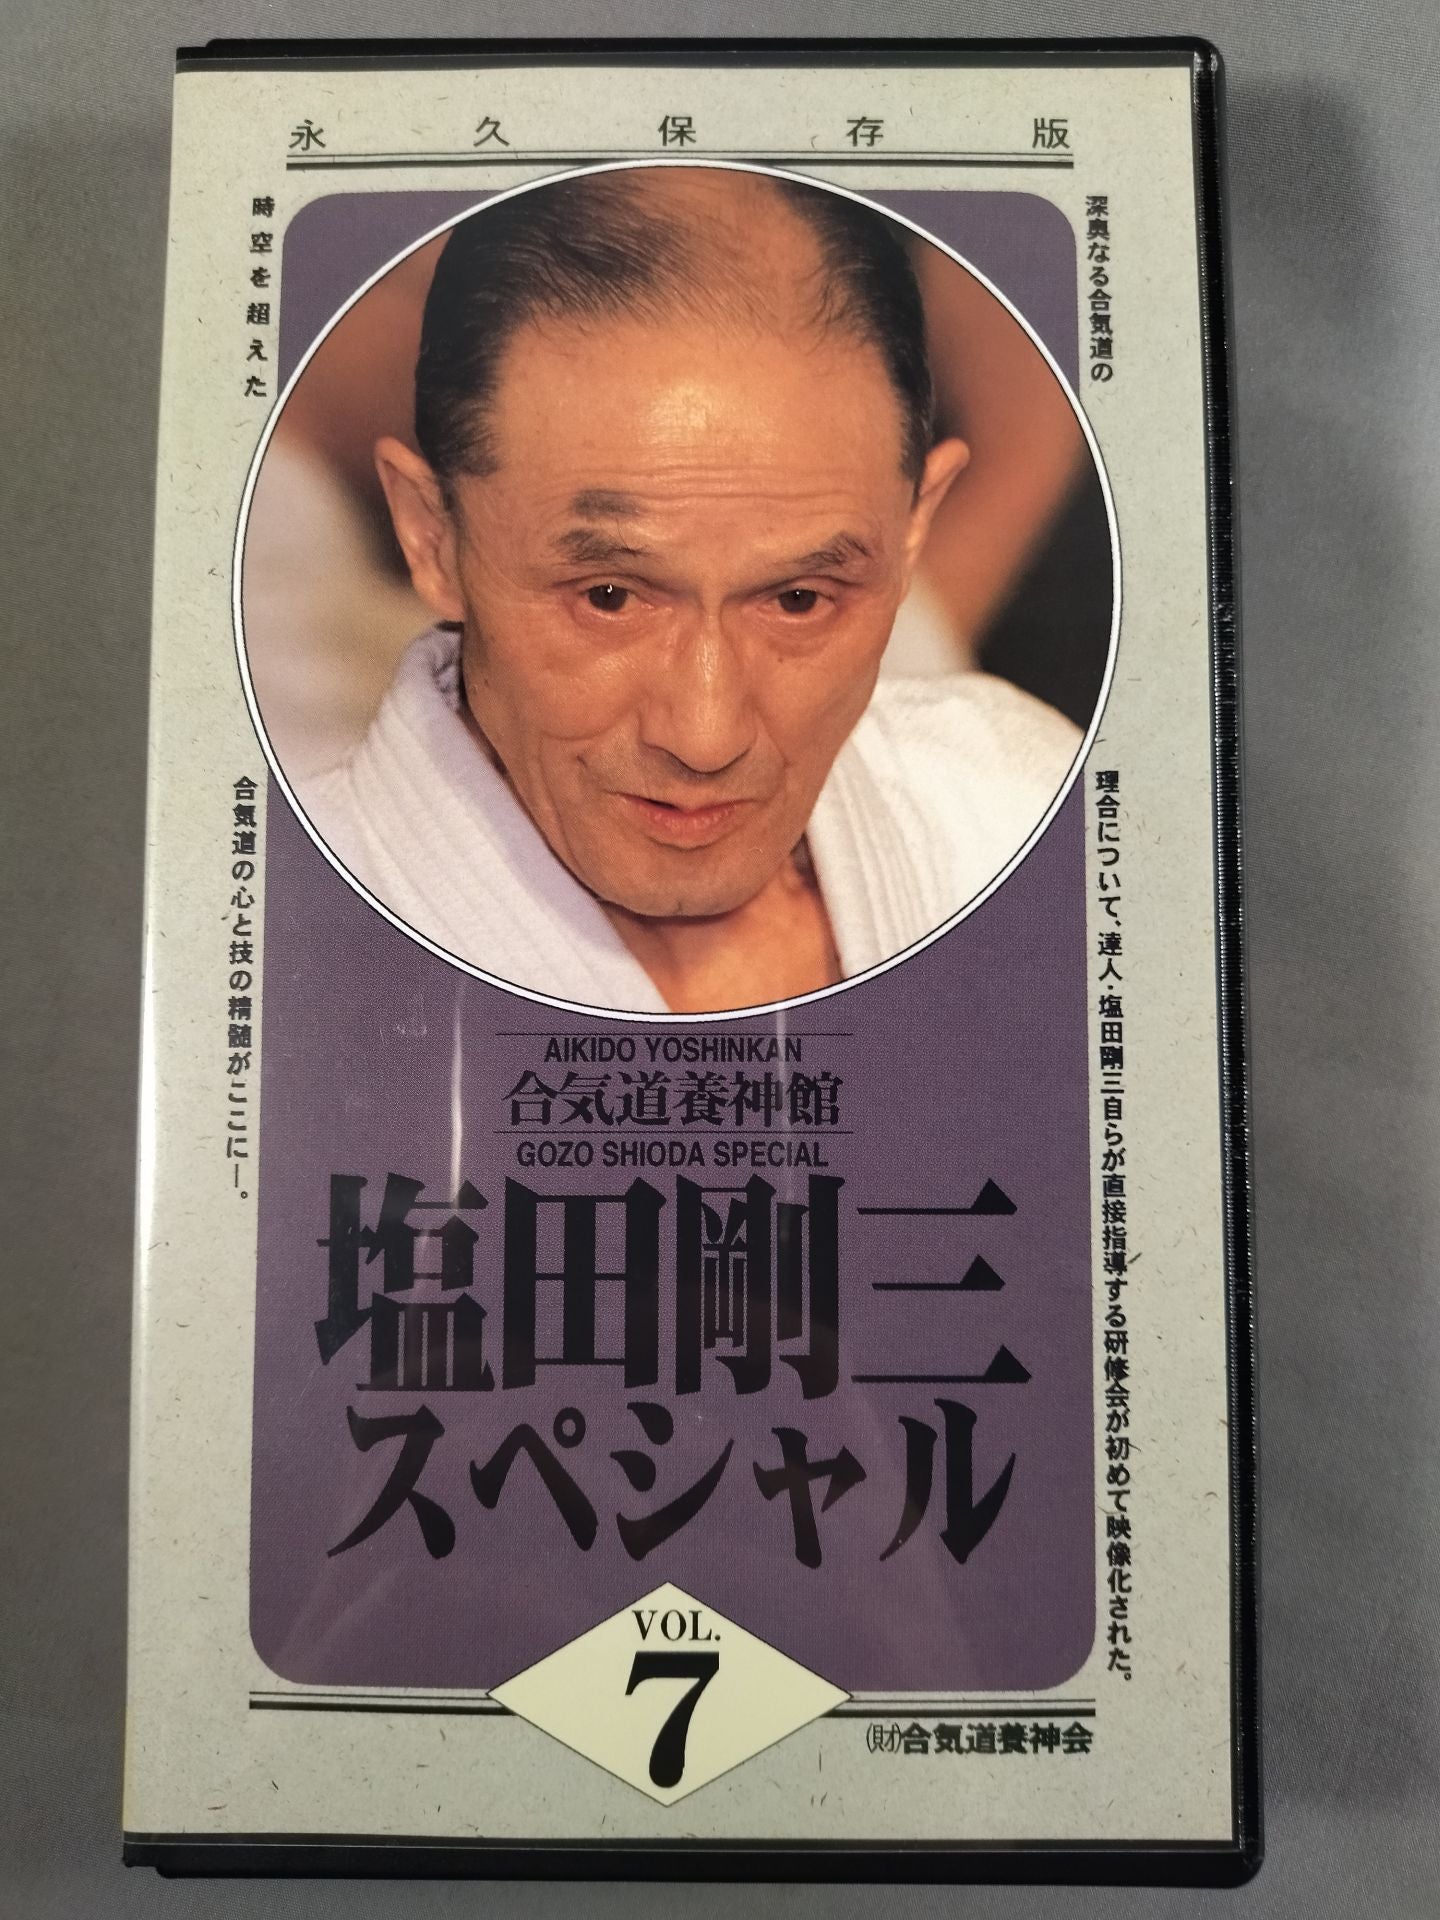 永久保存版
深奥なる合気道の
理合について、達人・塩田剛三自らが直接指導する研修会が初めて映像化された。
時空を超えた
合気道の心と技の精髄がここに―。
AIKIDO YOSHINKAN
合気道養神館
GOZO SHIODA SPECIAL
塩田剛三
スペシャル
VOL.
7
(財)合気道養神会